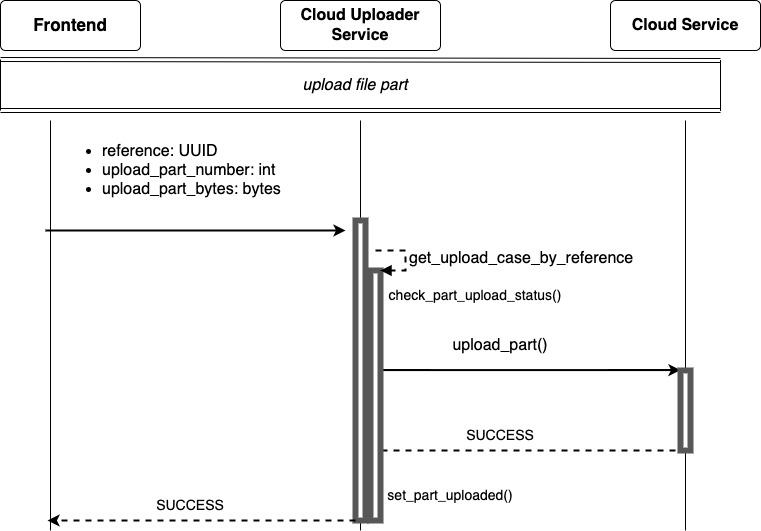 Frontend
Cloud Uploader
Service
Cloud Service
upload file part
• reference: UUID
• upload_part_number: int
• upload_part_bytes: bytes
get_upload_case_by_reference
check_part_upload_status()
upload_part()
SUCCESS
set_part_uploaded()
SUCCESS